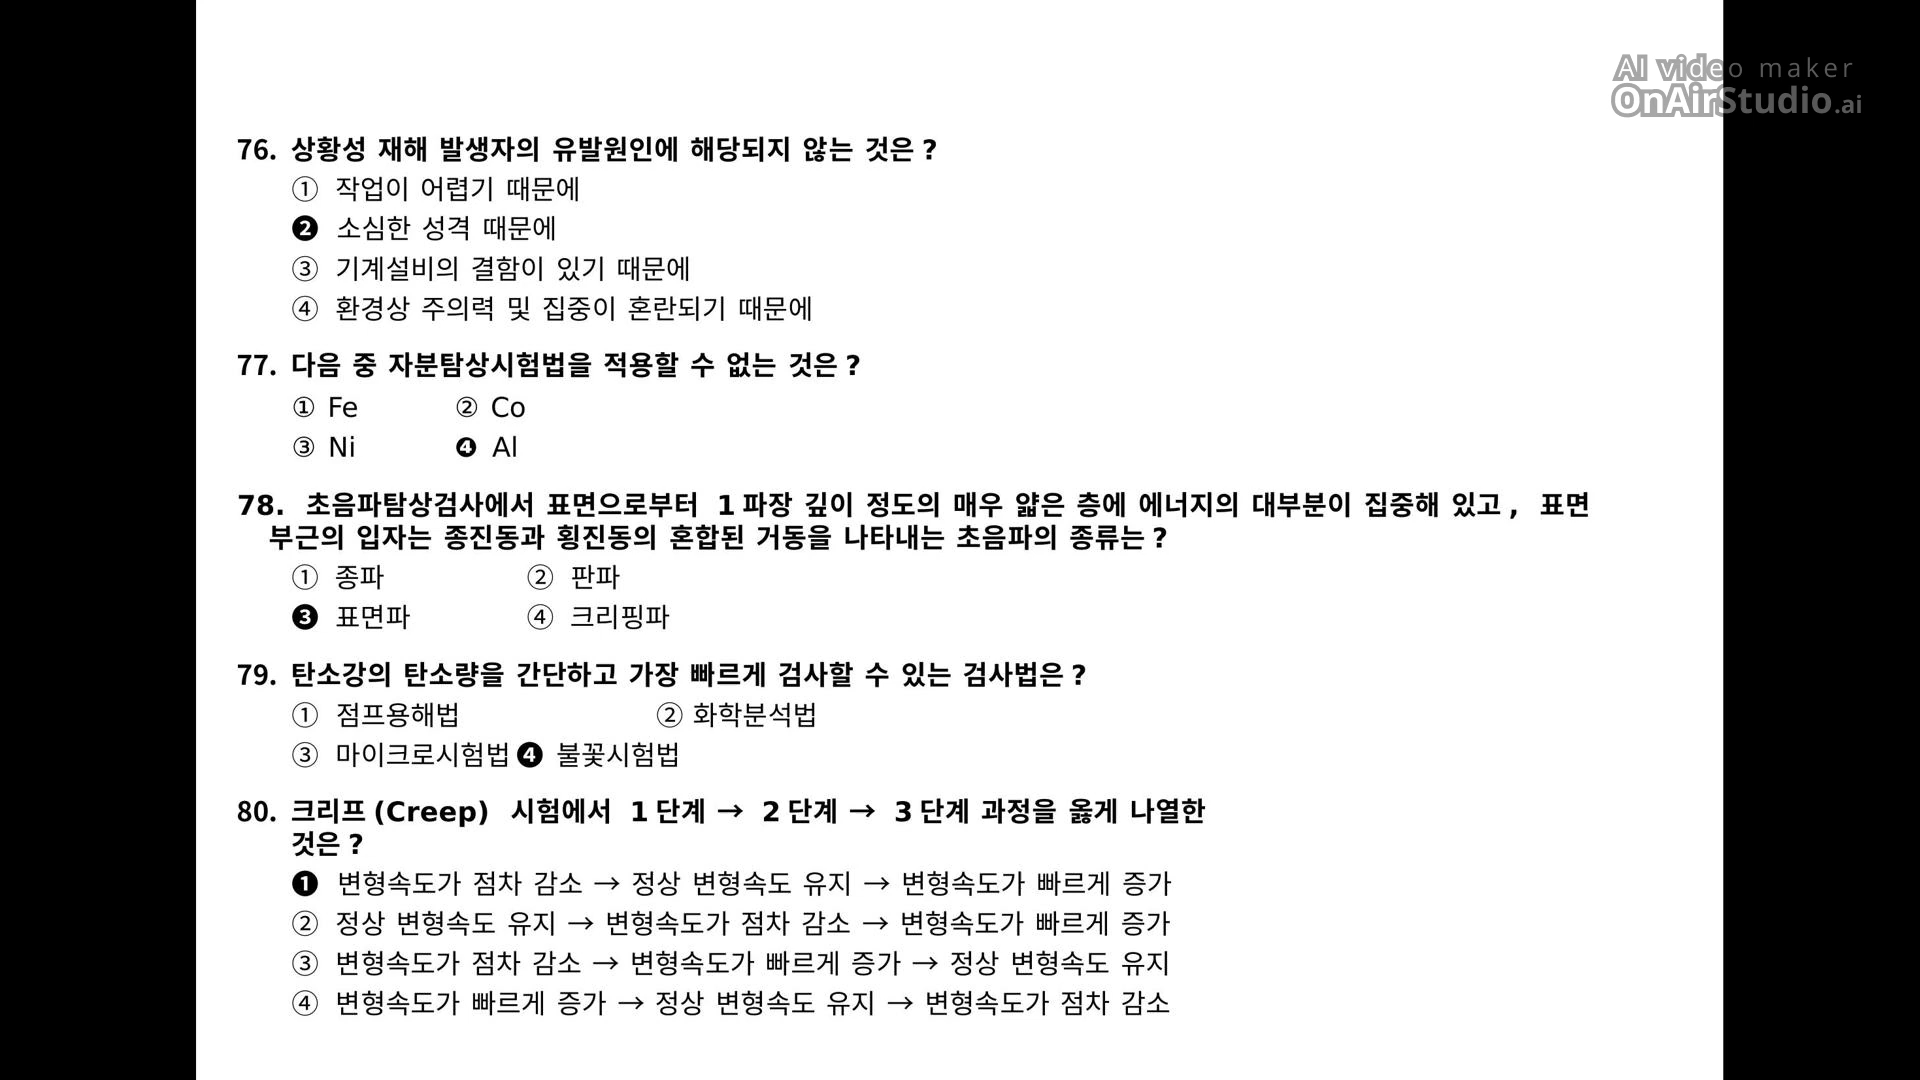 AI video maker
OnAirStudio.ai
76. 상황성 재해 발생자의 유발원인에 해당되지 않는 것은 ?
① 작업이 어렵기 때문에
❷ 소심한 성격 때문에
③ 기계설비의 결함이 있기 때문에
④ 환경상 주의력 및 집중이 혼란되기 때문에
77. 다음 중 자분탐상시험법을 적용할 수 없는 것은 ?
① Fe ② Co
③ Ni ❹ Al
78. 초음파탐상검사에서 표면으로부터 1 파장 깊이 정도의 매우 얇은 층에 에너지의 대부분이 집중해 있고 , 표면
부근의 입자는 종진동과 횡진동의 혼합된 거동을 나타내는 초음파의 종류는 ?
① 종파 ② 판파
❸ 표면파 ④ 크리핑파
79. 탄소강의 탄소량을 간단하고 가장 빠르게 검사할 수 있는 검사법은 ?
① 점프용해법 ② 화학분석법
③ 마이크로시험법 ❹ 불꽃시험법
80. 크리프 (Creep) 시험에서 1 단계 → 2 단계 → 3 단계 과정을 옳게 나열한
것은 ?
❶ 변형속도가 점차 감소 → 정상 변형속도 유지 → 변형속도가 빠르게 증가
② 정상 변형속도 유지 → 변형속도가 점차 감소 → 변형속도가 빠르게 증가
③ 변형속도가 점차 감소 → 변형속도가 빠르게 증가 → 정상 변형속도 유지
④ 변형속도가 빠르게 증가 → 정상 변형속도 유지 → 변형속도가 점차 감소